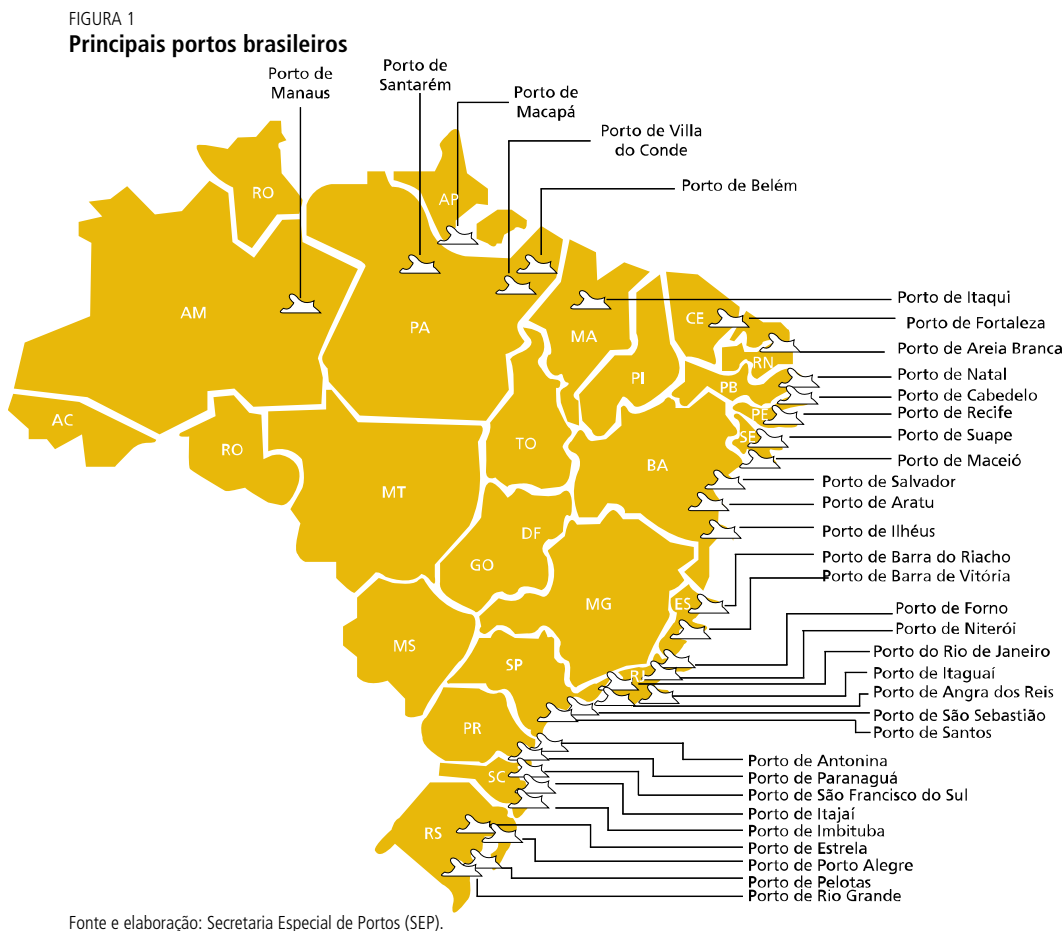 FIGURA 1
Principais portos brasileiros
Porto de
Manaus
Porto de
Santarém
Porto de
Macapá
Porto de Villa
do Conde
Porto de Belém
RO
AP
AM
PA
MA
CE
PI
RN
PB
PE
SE
AC
RO
TO
BA
MT
DF
GO
MG
ES
MS
SP
RJ
PR
SC
RS
Porto de Itaqui
Porto de Fortaleza
Porto de Areia Branca
Porto de Natal
Porto de Cabedelo
Porto de Recife
Porto de Suape
Porto de Maceió
Porto de Salvador
Porto de Aratu
Porto de Ilhéus
Porto de Barra do Riacho
Porto de Barra de Vitória
Porto de Forno
Porto de Niterói
Porto do Rio de Janeiro
Porto de Itaguaí
Porto de Angra dos Reis
Porto de São Sebastião
Porto de Santos
Porto de Antonina
Porto de Paranaguá
Porto de São Francisco do Sul
Porto de Itajaí
Porto de Imbituba
Porto de Estrela
Porto de Porto Alegre
Porto de Pelotas
Porto de Rio Grande
Fonte e elaboração: Secretaria Especial de Portos (SEP).